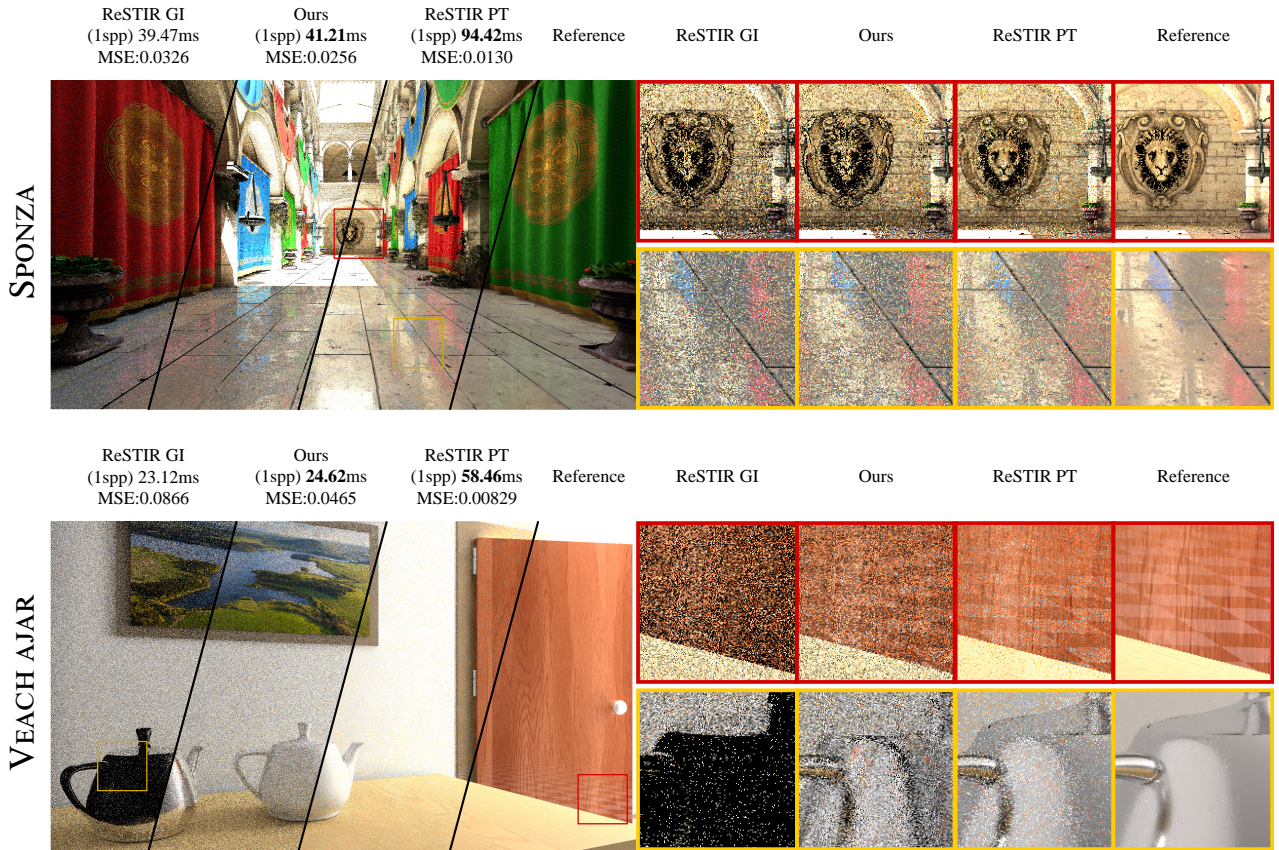 ReSTIR GI
(1spp) 39.47ms
MSE:0.0326
Ours
(1spp) 41.21ms
MSE:0.0256
ReSTIR PT
(1spp) 94.42ms
MSE:0.0130
Reference
ReSTIR GI
Ours
ReSTIR PT
Reference
SPONZA
ReSTIR GI
(1spp) 23.12ms
MSE:0.0866
Ours
(1spp) 24.62ms
MSE:0.0465
ReSTIR PT
(1spp) 58.46ms
MSE:0.00829
Reference
ReSTIR GI
Ours
ReSTIR PT
Reference
VEACH AJAR